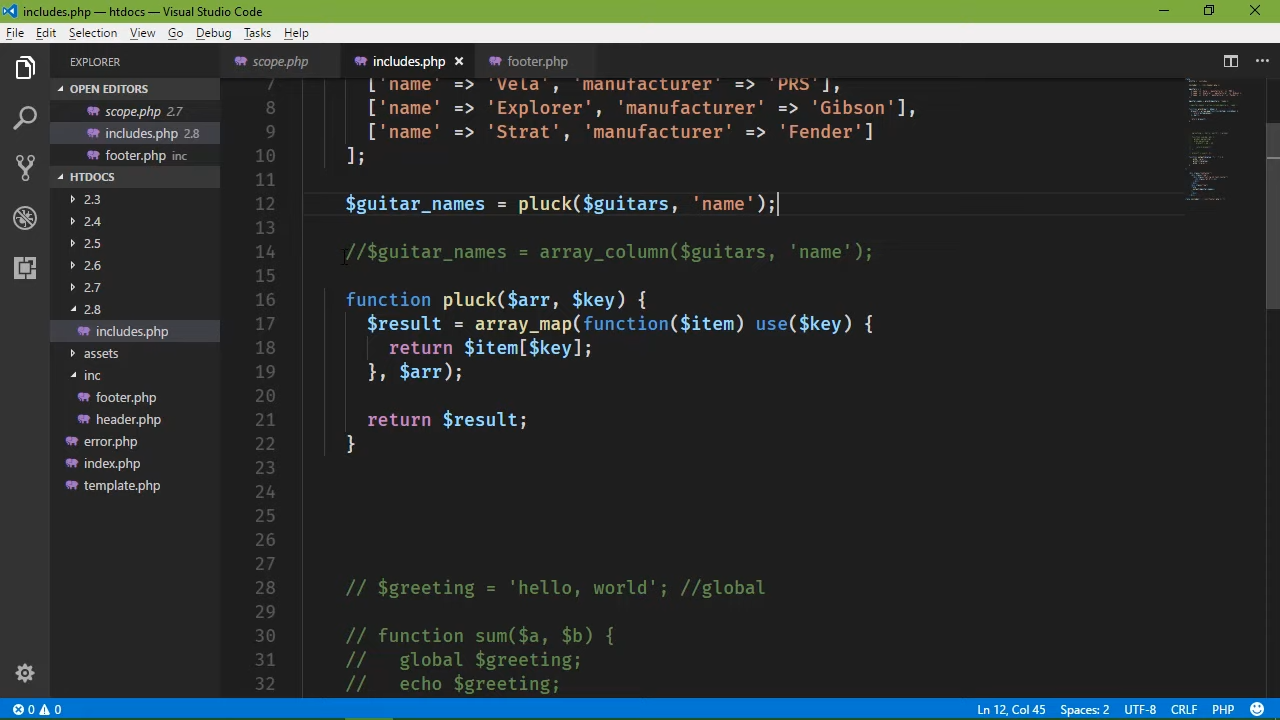 includes.php — htdocs — Visual Studio Code
File Edit Selection View Go Debug Tasks Help
EXPLORER
scope.php includes.php footer.php
OPEN EDITORS
scope.php 2.7
includes.php 2.8
footer.php inc
HTDOCS
2.3
2.4
2.5
2.6
2.7
2.8
includes.php
assets
inc
footer.php
header.php
error.php
index.php
template.php
7 ['name' => 'Vela', 'manufacturer' => 'PRS'],
8 ['name' => 'Explorer', 'manufacturer' => 'Gibson'],
9 ['name' => 'Strat', 'manufacturer' => 'Fender']
10 ];
11
12 $guitar_names = pluck($guitars, 'name');
13
14 //$guitar_names = array_column($guitars, 'name');
15
16 function pluck($arr, $key) {
17 $result = array_map(function($item) use($key) {
18 return $item[$key];
19 }, $arr);
20
21 return $result;
22 }
23
24
25
26
27
28 // $greeting = 'hello, world'; //global
29
30 // function sum($a, $b) {
31 //   global $greeting;
32 //   echo $greeting;
0 0
Ln 12, Col 45 Spaces: 2 UTF-8 CRLF PHP